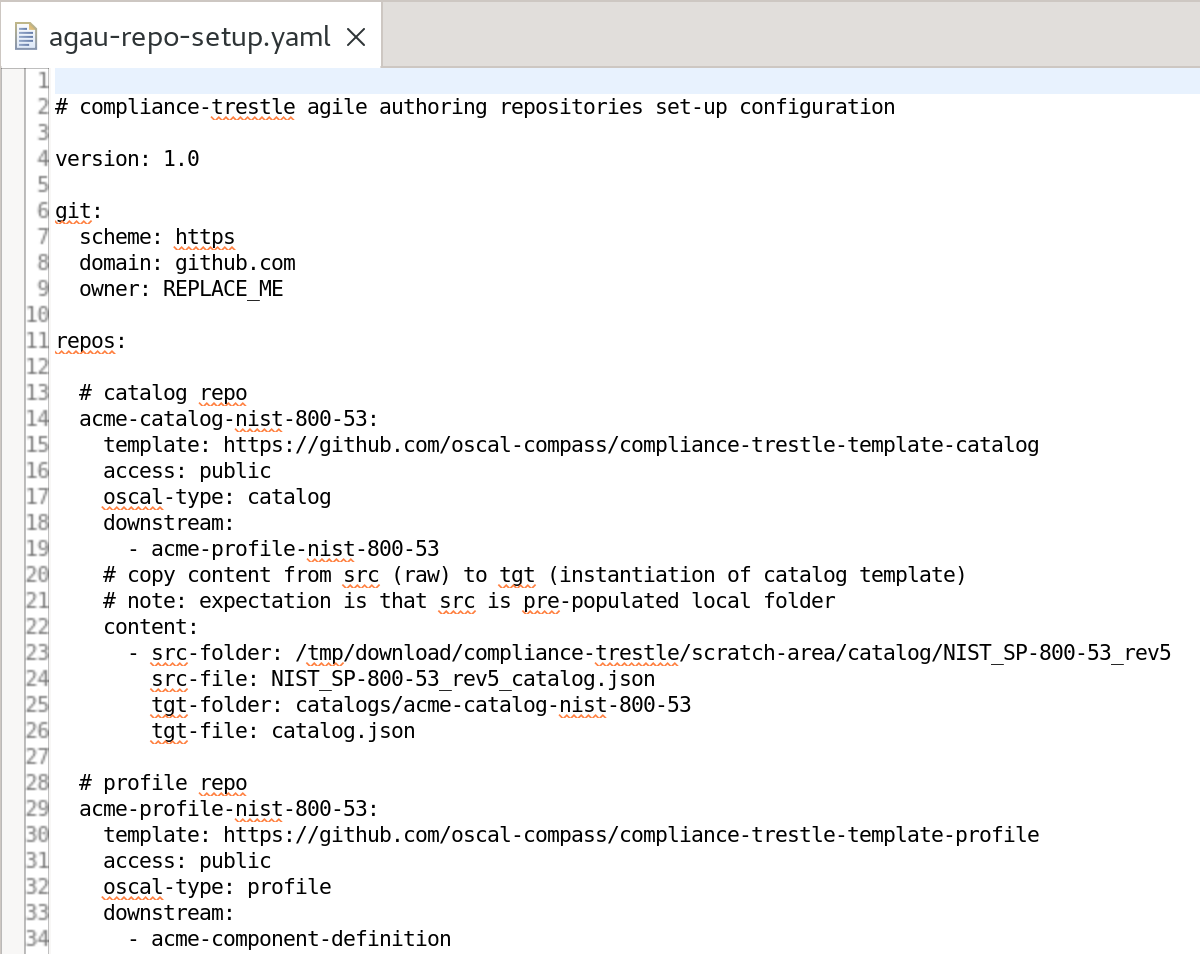 agau-repo-setup.yaml
1
2 # compliance-trestle agile authoring repositories set-up configuration
3
4 version: 1.0
5
6 git:
7   scheme: https
8   domain: github.com
9   owner: REPLACE_ME
10
11 repos:
12
13   # catalog repo
14   acme-catalog-nist-800-53:
15     template: https://github.com/oscal-compass/compliance-trestle-template-catalog
16     access: public
17     oscal-type: catalog
18     downstream:
19       - acme-profile-nist-800-53
20     # copy content from src (raw) to tgt (instantiation of catalog template)
21     # note: expectation is that src is pre-populated local folder
22     content:
23       - src-folder: /tmp/download/compliance-trestle/scratch-area/catalog/NIST_SP-800-53_rev5
24         src-file: NIST_SP-800-53_rev5_catalog.json
25         tgt-folder: catalogs/acme-catalog-nist-800-53
26         tgt-file: catalog.json
27
28   # profile repo
29   acme-profile-nist-800-53:
30     template: https://github.com/oscal-compass/compliance-trestle-template-profile
31     access: public
32     oscal-type: profile
33     downstream:
34       - acme-component-definition